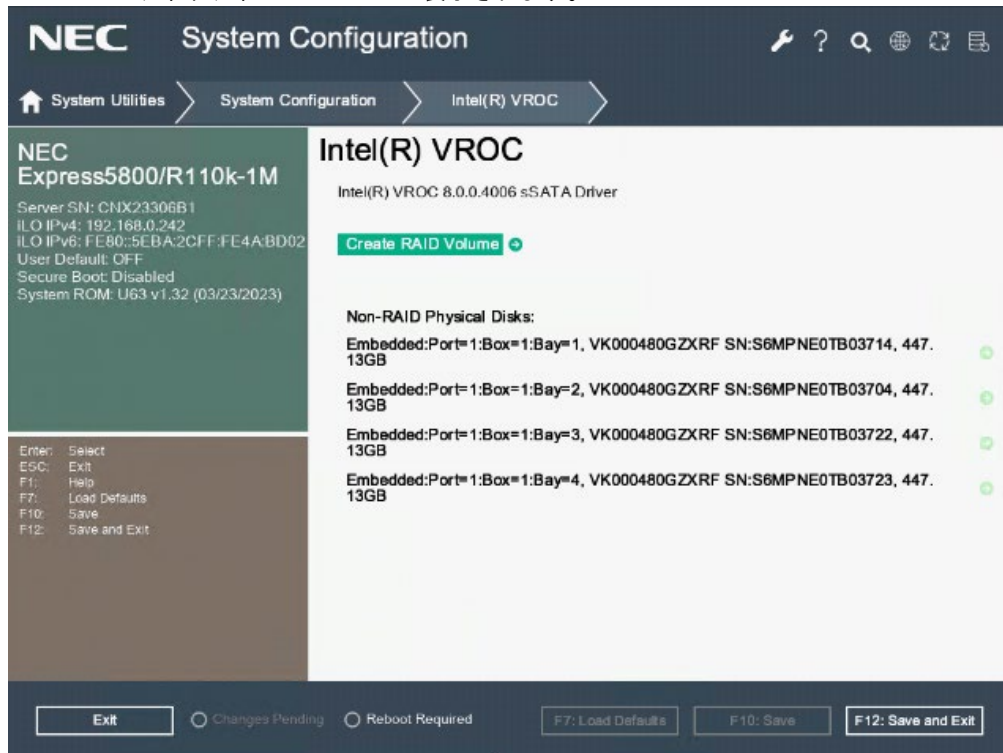 NEC System Configuration
System Utilities System Configuration Intel(R) VROC
NEC
Express5800/R110k-1M
Server SN: CNX23306B1
iLO IPv4: 192.168.0.242
iLO IPv6: FE80::5EBA:2CFF:FE4A:BD02
User Default: OFF
Secure Boot: Disabled
System ROM: U63 v1.32 (03/23/2023)
Enter: Select
ESC: Exit
F1: Help
F7: Load Defaults
F10: Save
F12: Save and Exit
Intel(R) VROC
Intel(R) VROC 8.0.0.4006 sSATA Driver
Create RAID Volume
Non-RAID Physical Disks:
Embedded:Port=1:Box=1:Bay=1, VK000480GZXRF SN:S6MPNE0TB03714, 447.
13GB
Embedded:Port=1:Box=1:Bay=2, VK000480GZXRF SN:S6MPNE0TB03704, 447.
13GB
Embedded:Port=1:Box=1:Bay=3, VK000480GZXRF SN:S6MPNE0TB03722, 447.
13GB
Embedded:Port=1:Box=1:Bay=4, VK000480GZXRF SN:S6MPNE0TB03723, 447.
13GB
Exit Changes Pending Reboot Required F7: Load Defaults F10: Save F12: Save and Exit